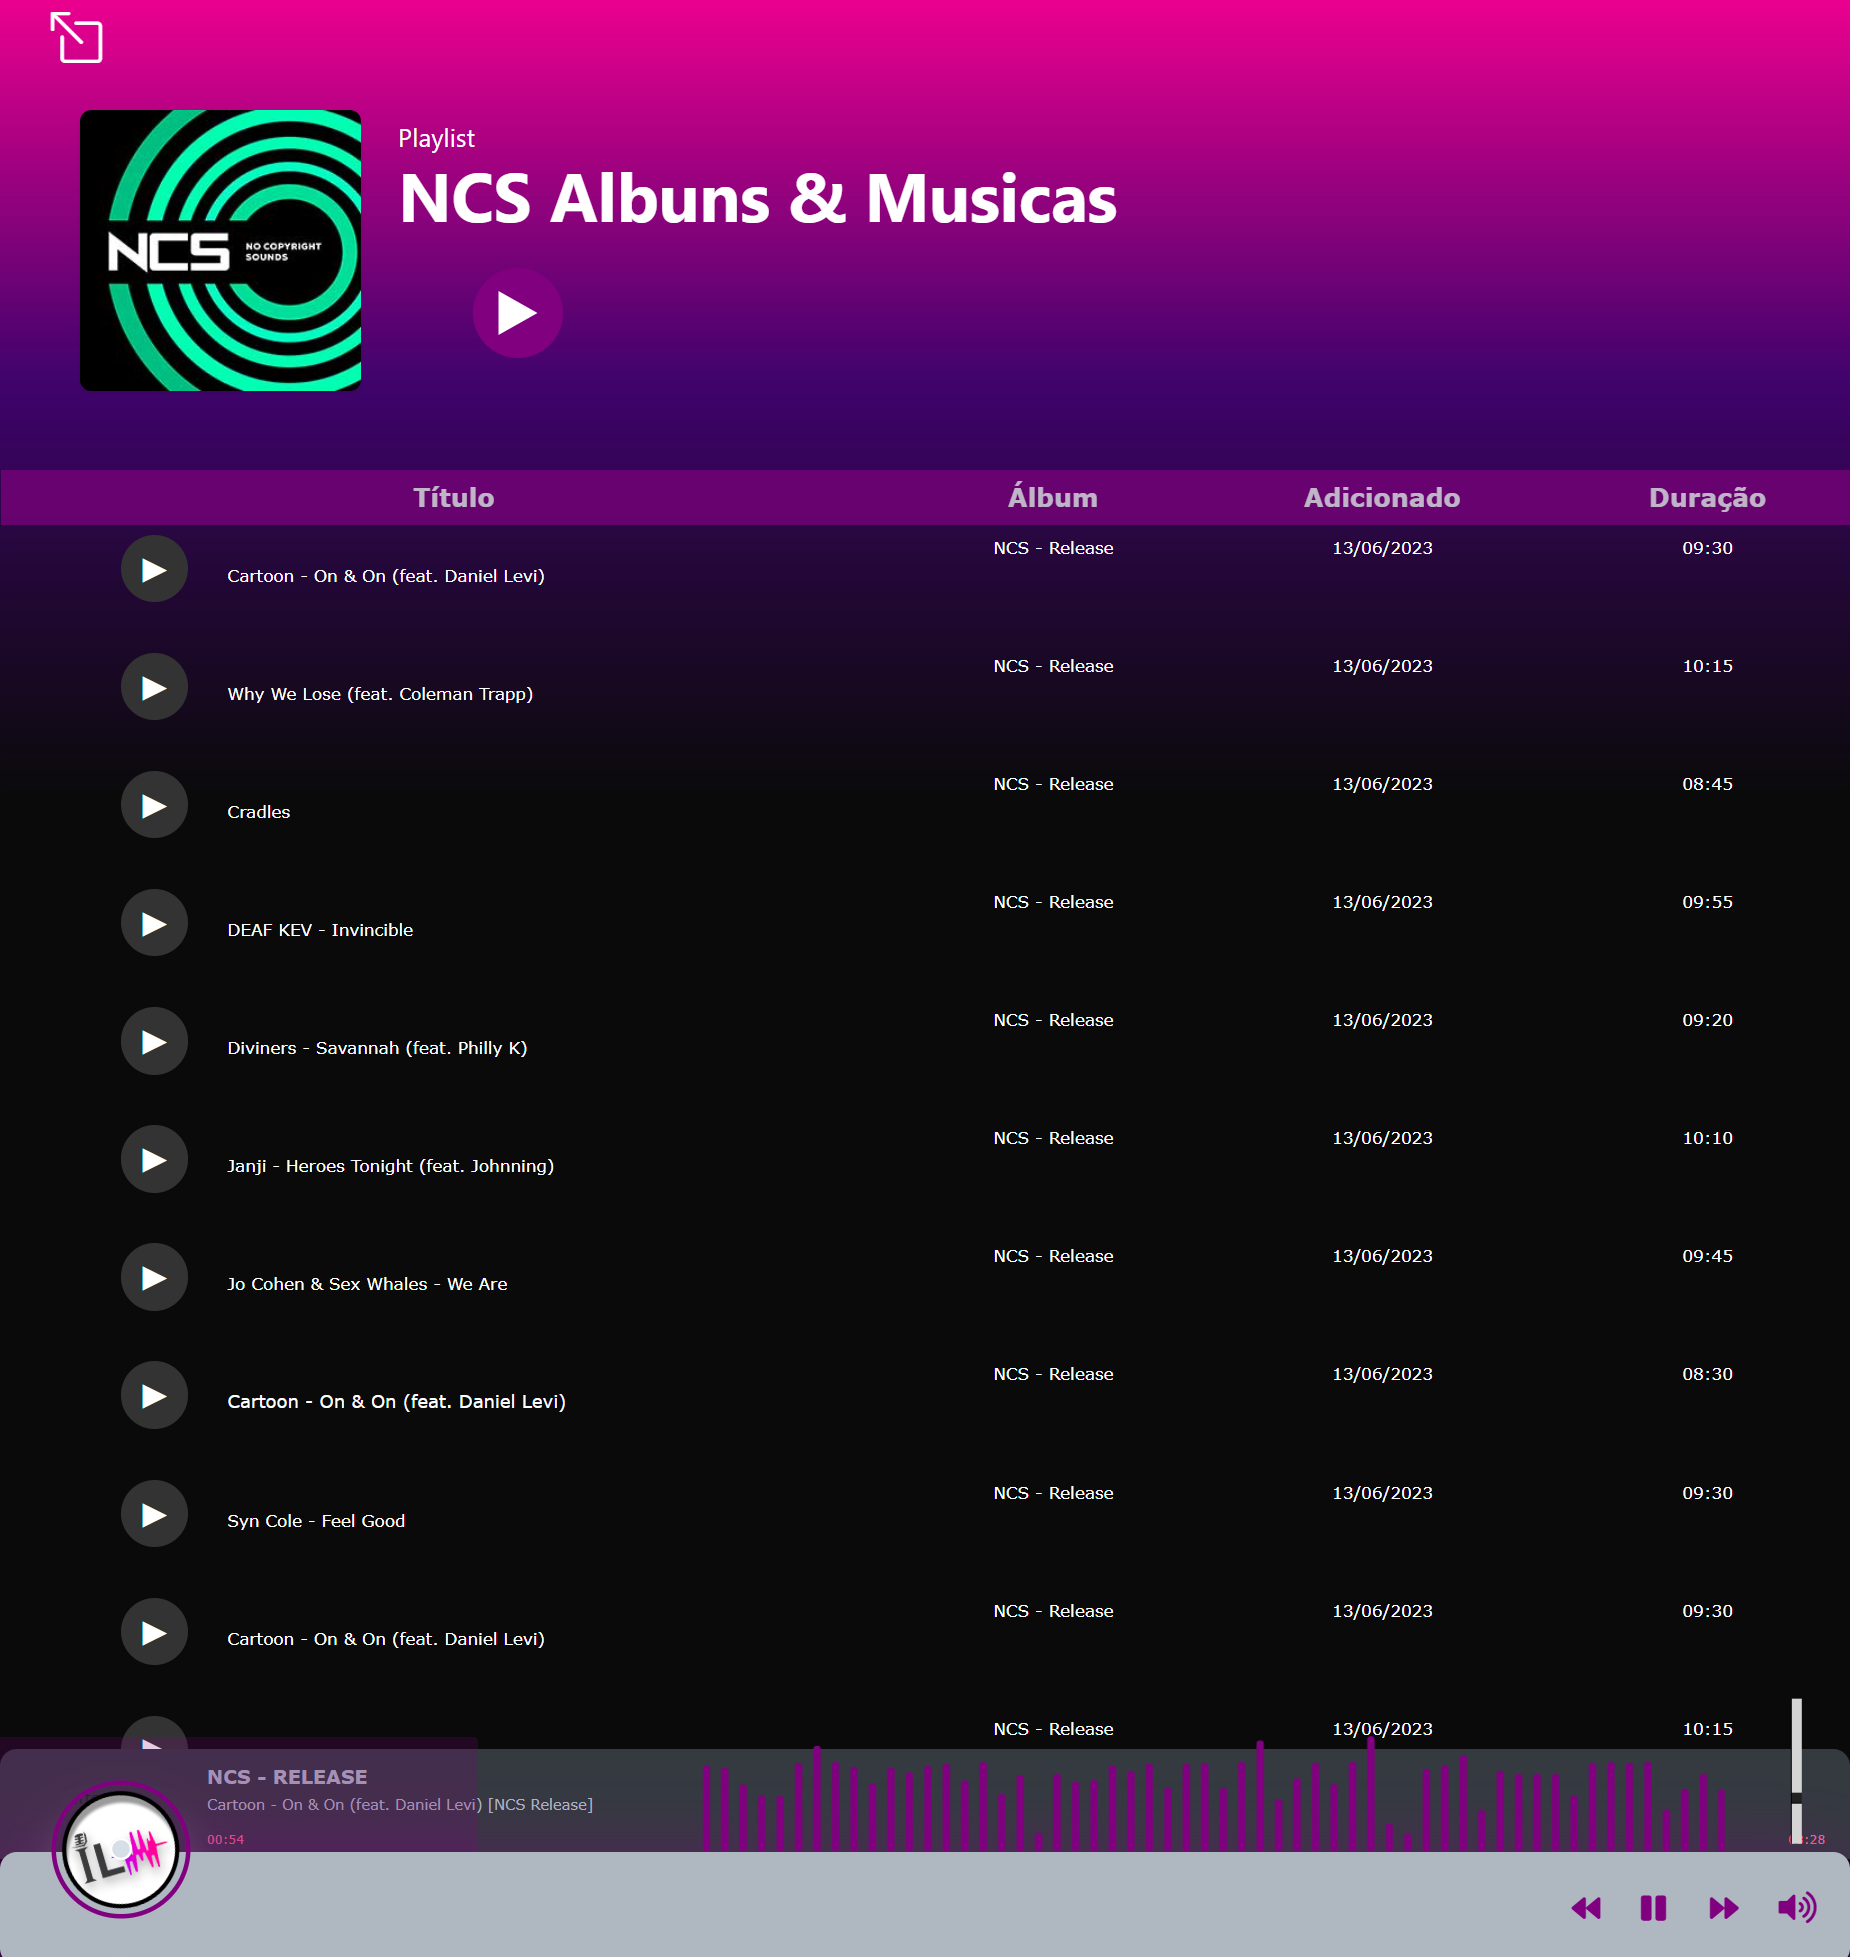 Playlist
NCS Albuns & Musicas
NCS NO COPYRIGHT
SOUNDS
Título Álbum Adicionado Duração
Cartoon - On & On (feat. Daniel Levi) NCS - Release 13/06/2023 09:30
Why We Lose (feat. Coleman Trapp) NCS - Release 13/06/2023 10:15
Cradles NCS - Release 13/06/2023 08:45
DEAF KEV - Invincible NCS - Release 13/06/2023 09:55
Diviners - Savannah (feat. Philly K) NCS - Release 13/06/2023 09:20
Janji - Heroes Tonight (feat. Johnning) NCS - Release 13/06/2023 10:10
Jo Cohen & Sex Whales - We Are NCS - Release 13/06/2023 09:45
Cartoon - On & On (feat. Daniel Levi) NCS - Release 13/06/2023 08:30
Syn Cole - Feel Good NCS - Release 13/06/2023 09:30
Cartoon - On & On (feat. Daniel Levi) NCS - Release 13/06/2023 09:30
NCS - Release 13/06/2023 10:15
NCS - RELEASE
Cartoon - On & On (feat. Daniel Levi) [NCS Release]
00:54